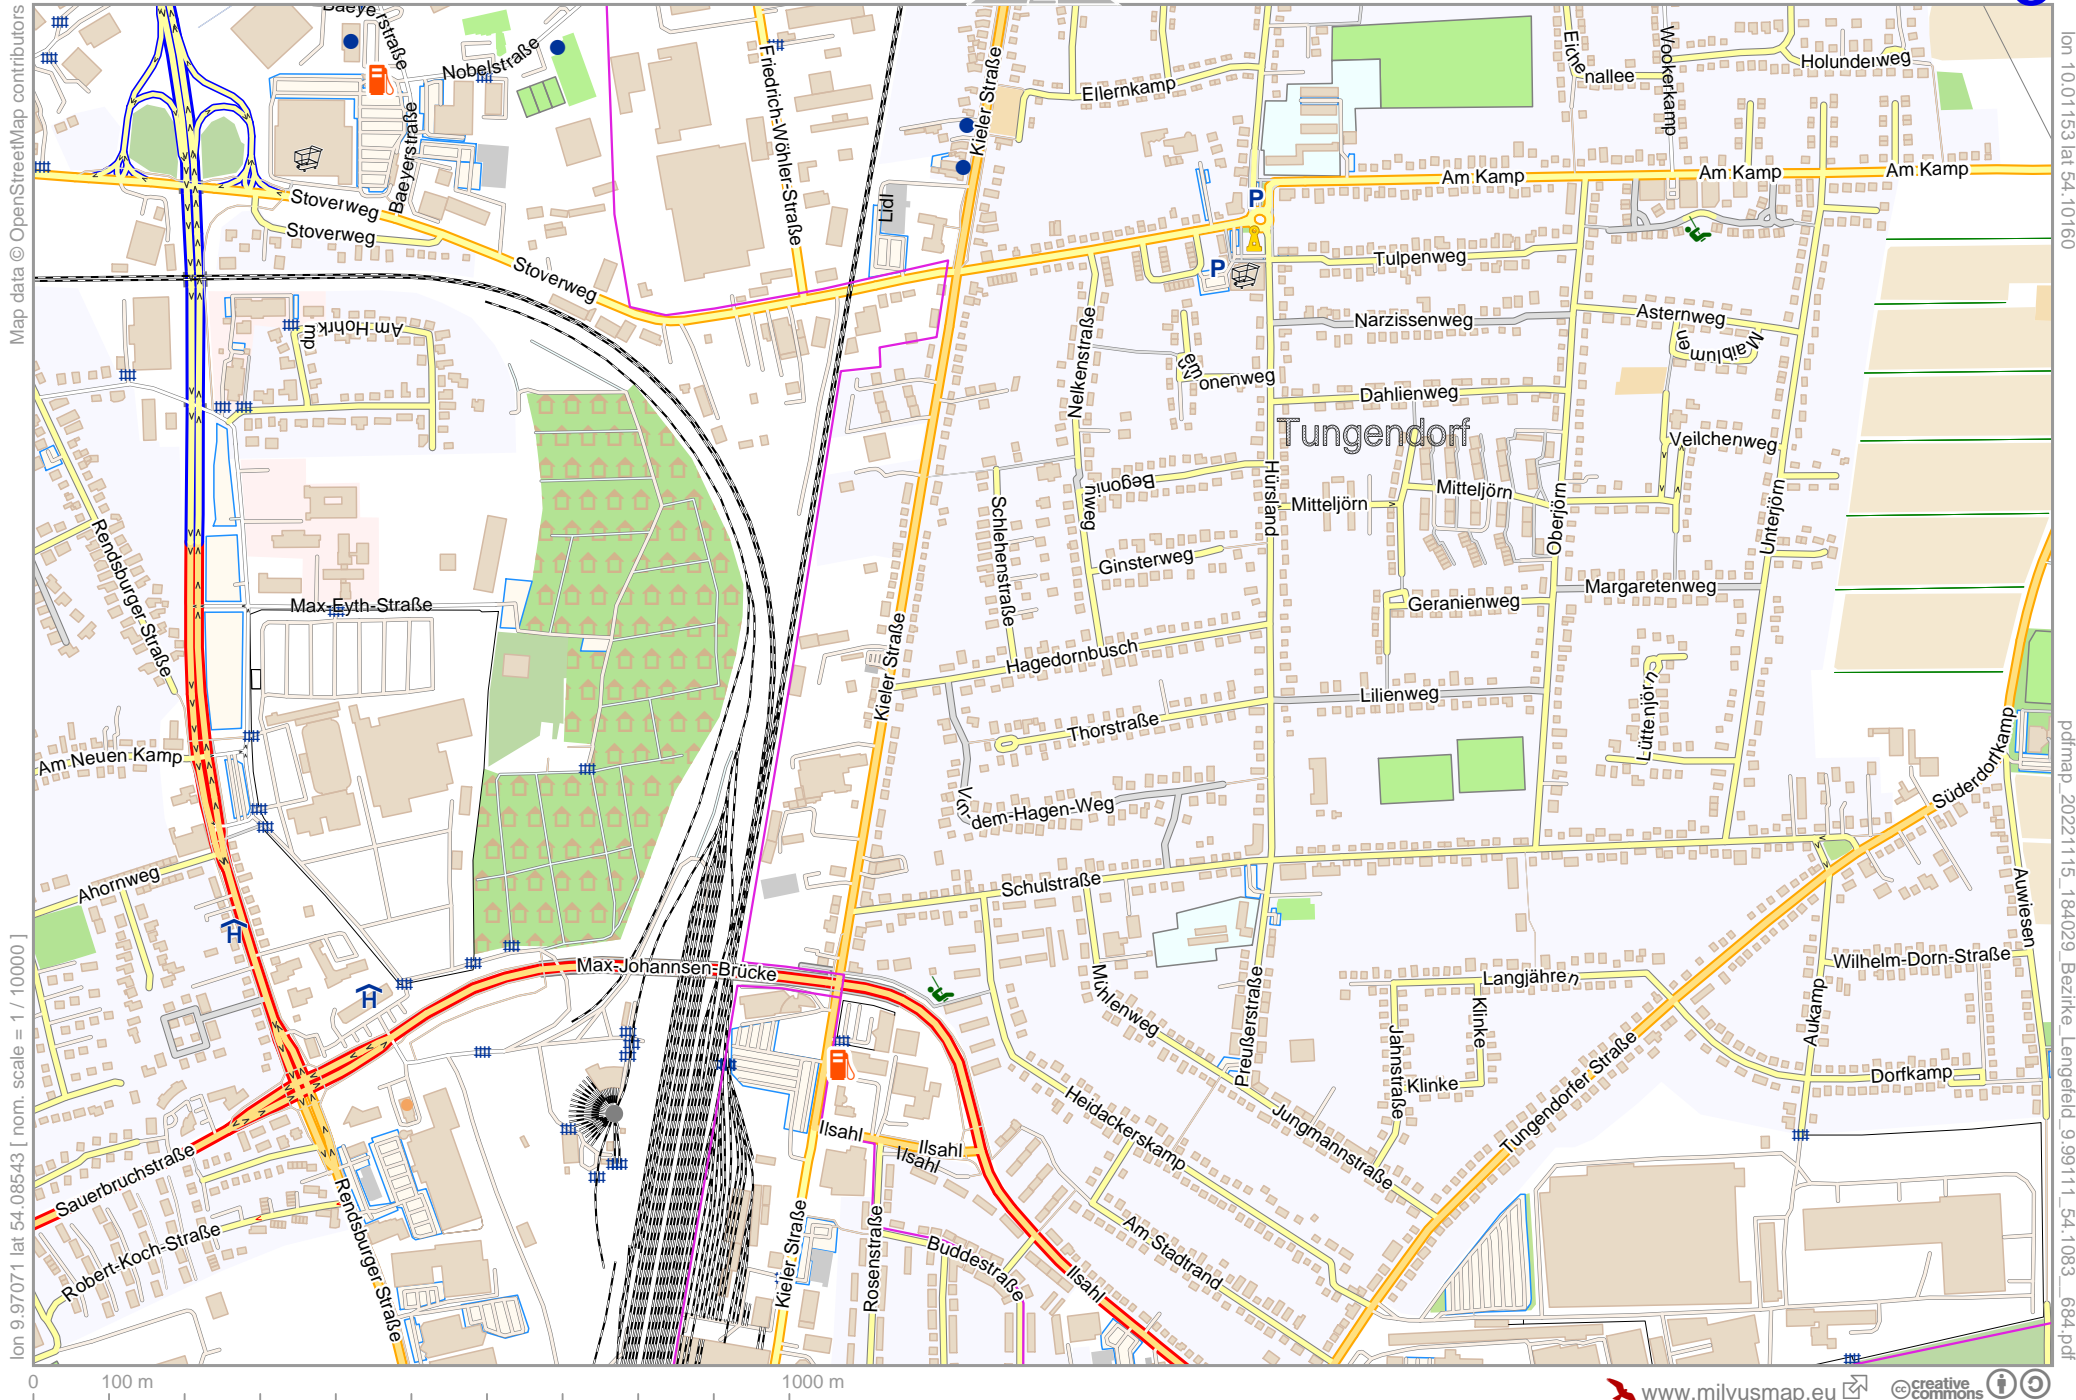 Map data © OpenStreetMap contributors
lon 9.97071 lat 54.08543 [ nom. scale = 1 / 10000 ]
lon 10.01153 lat 54.10160
pdfmap_20221115_184029_Bezirke_Lengefeld_9.99111_54.1083__684.pdf
Nobelstraße
Baeyerstraße
Friedrich-Wöhler-Straße
Kieler Straße
Ellernkamp
Eichenallee
Wookerkamp
Holunderweg
Stoverweg
Stoverweg
Stoverweg
Lidl
P
P
Am Kamp
Am Kamp
Am Kamp
Tulpenweg
Narzissenweg
Asternweg
Maiblumen
Am Hohrkamp
Nelkenstraße
Dahlienweg
Tungendorf
Veilchenweg
Hürsland
Mitteljörn
Mitteljörn
Oberjörn
Unterjörn
Schlehenstraße
Ginsterweg
Margaretenweg
Geranienweg
Rendsburger Straße
Max-Eyth-Straße
Kieler Straße
Hagedornbusch
Lilienweg
Lüttenjörn
Thorstraße
Am Neuen Kamp
Von-dem-Hagen-Weg
Süderdorfkamp
Ahornweg
Schulstraße
Auwiesen
H
H
Max-Johannsen-Brücke
Mühlenweg
Preußerstraße
Langjähren
Klinke
Klinke
Jahnstraße
Wilhelm-Dorn-Straße
Aukamp
Dorfkamp
Tungendorfer Straße
Heidackerskamp
Jungmannstraße
Ilsahl
Ilsahl
Ilsahl
Sauerbruchstraße
Robert-Koch-Straße
Rendsburger Straße
Kieler Straße
Rosenstraße
Buddestraße
Ilsahl
Am Stadtrand
0
100 m
1000 m
www.milvusmap.eu
cc creative commons